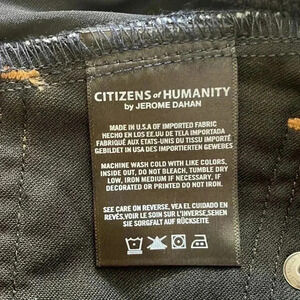 CITIZENS of HUMANITY
by JEROME DAHAN
MADE IN U.S.A OF IMPORTED FABRIC
HECHO EN LOS EE.UU DE TELA IMPORTADA
FABRIQUÉ AUX ETATS-UNIS DU TISSU IMPORTÉ
GEBILDET IN USA DES IMPORTIERTEN GEWEBES
MACHINE WASH COLD WITH LIKE COLORS,
INSIDE OUT, DO NOT BLEACH, TUMBLE DRY
LOW, IRON MEDIUM IF NECESSARY, IF
DECORATED OR PRINTED DO NOT IRON.
SEE CARE ON REVERSE, VEA EL CUIDADO EN
REVÉS, VOIR LE SOIN SUR L'INVERSE, SEHEN
SIE SORGFALT AUF RÜCKSEITE